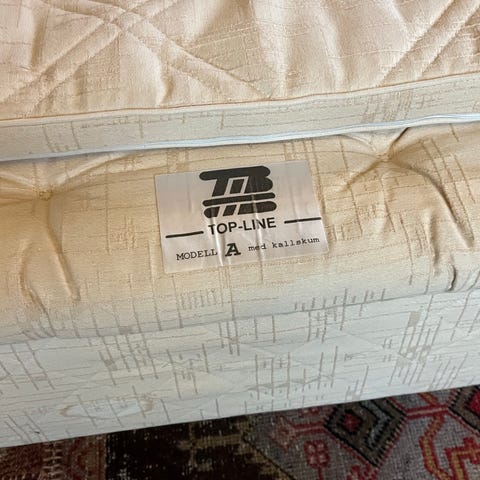 TB
TOP-LINE
MODELL A med kallskum